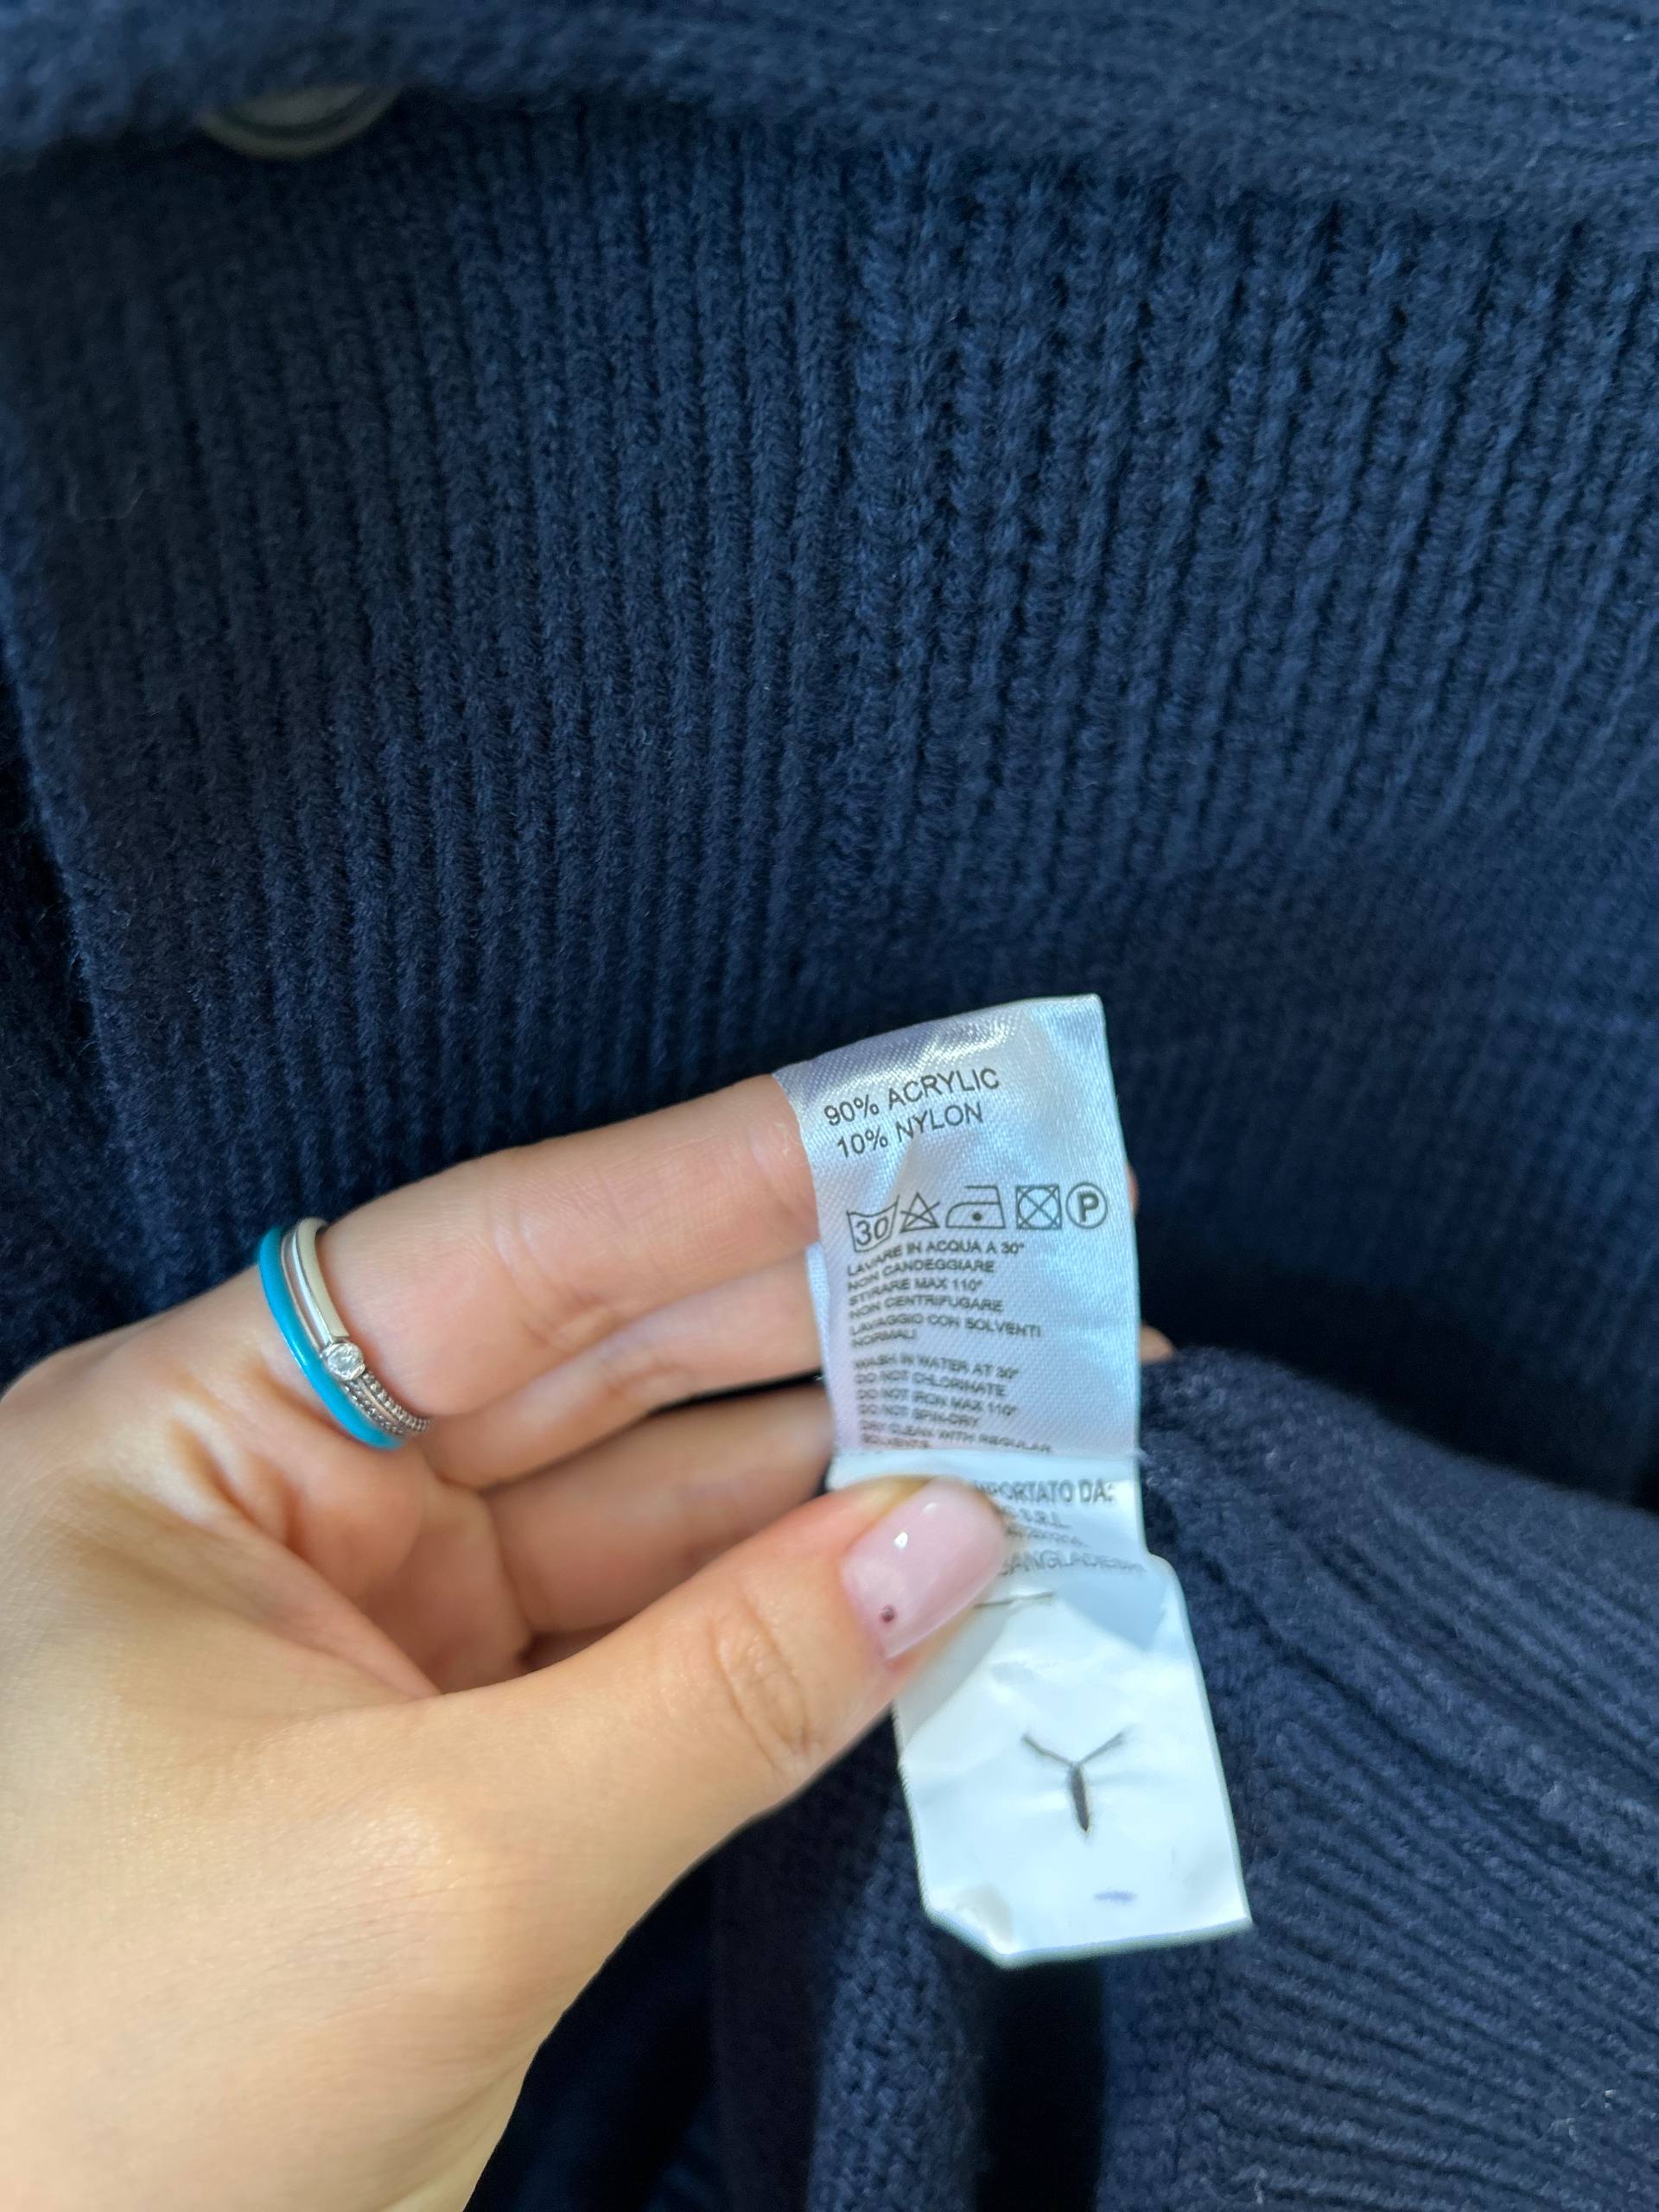 90% ACRYLIC
10% NYLON
30 P
LAVARE IN ACQUA A 30°
NON CANDEGGIARE
STIRARE MAX 110°
NON CENTRIFUGARE
LAVAGGIO CON SOLVENTI
NORMALI
WASH IN WATER AT 30°
DO NOT CHLORINATE
DO NOT IRON MAX 110°
DO NOT SPIN-DRY
DRY CLEAN WITH REGULAR
SOLVENTS
DA:
S.R.L.
BANGLADESH